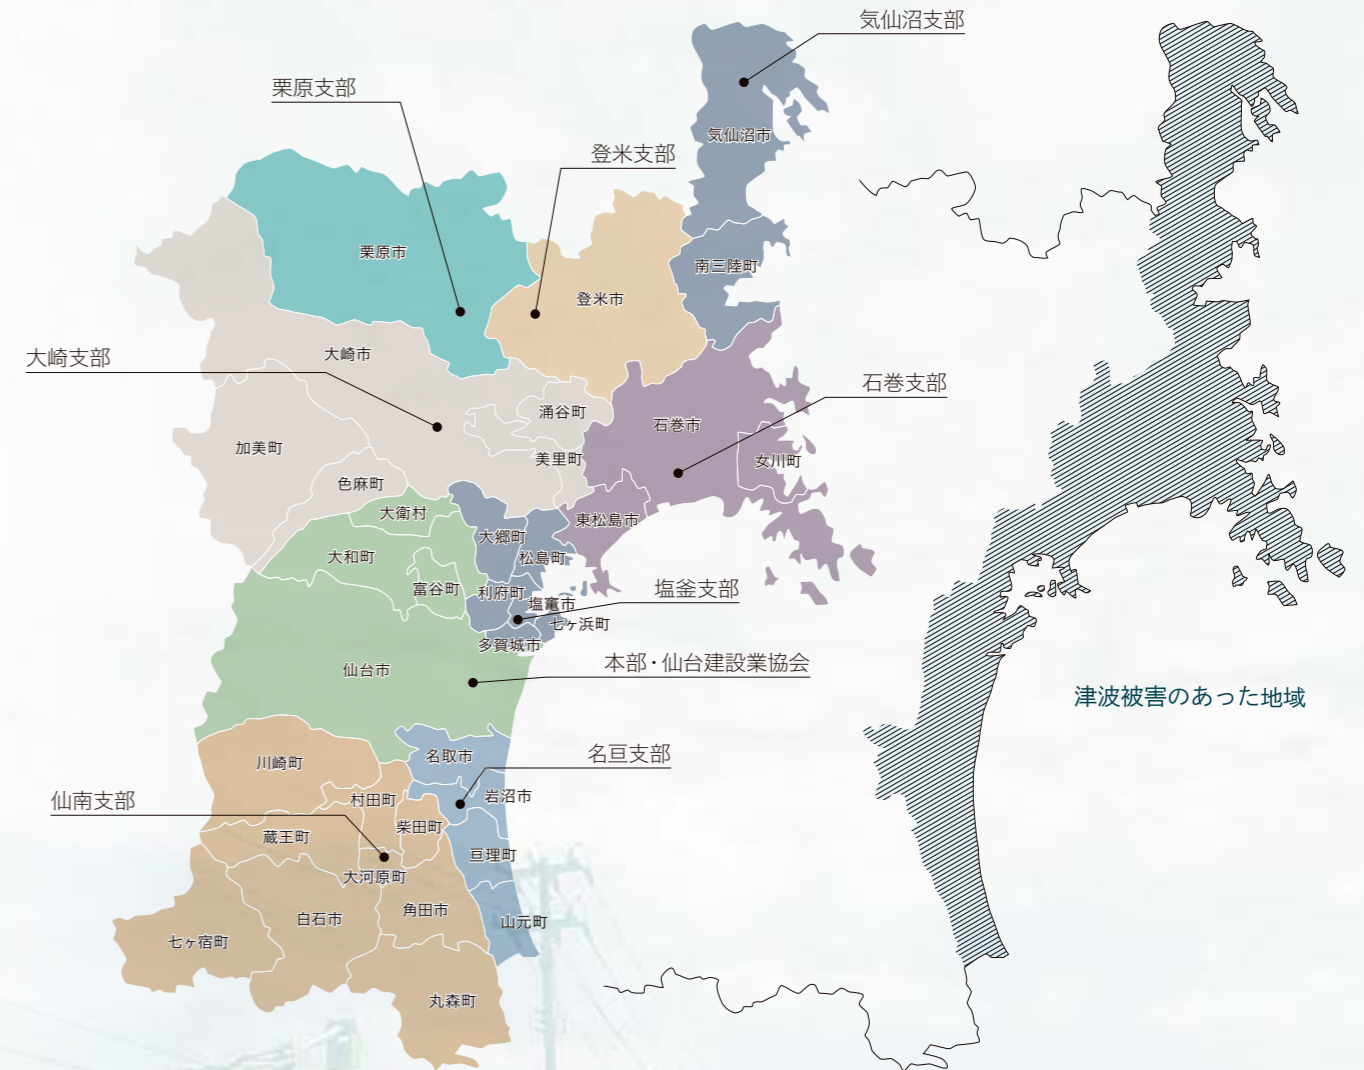 気仙沼支部
栗原支部
登米支部
気仙沼市
栗原市
南三陸町
登米市
大崎市
大崎支部
石巻支部
涌谷町
石巻市
加美町
美里町
女川町
色麻町
大衛村
東松島市
大郷町
大和町
松島町
富谷町
利府町
塩釜支部
塩竈市
七ヶ浜町
多賀城市
本部・仙台建設業協会
仙台市
津波被害のあった地域
名取市
名亘支部
川崎町
岩沼市
村田町
仙南支部
柴田町
蔵王町
亘理町
大河原町
角田市
白石市
山元町
七ヶ宿町
丸森町